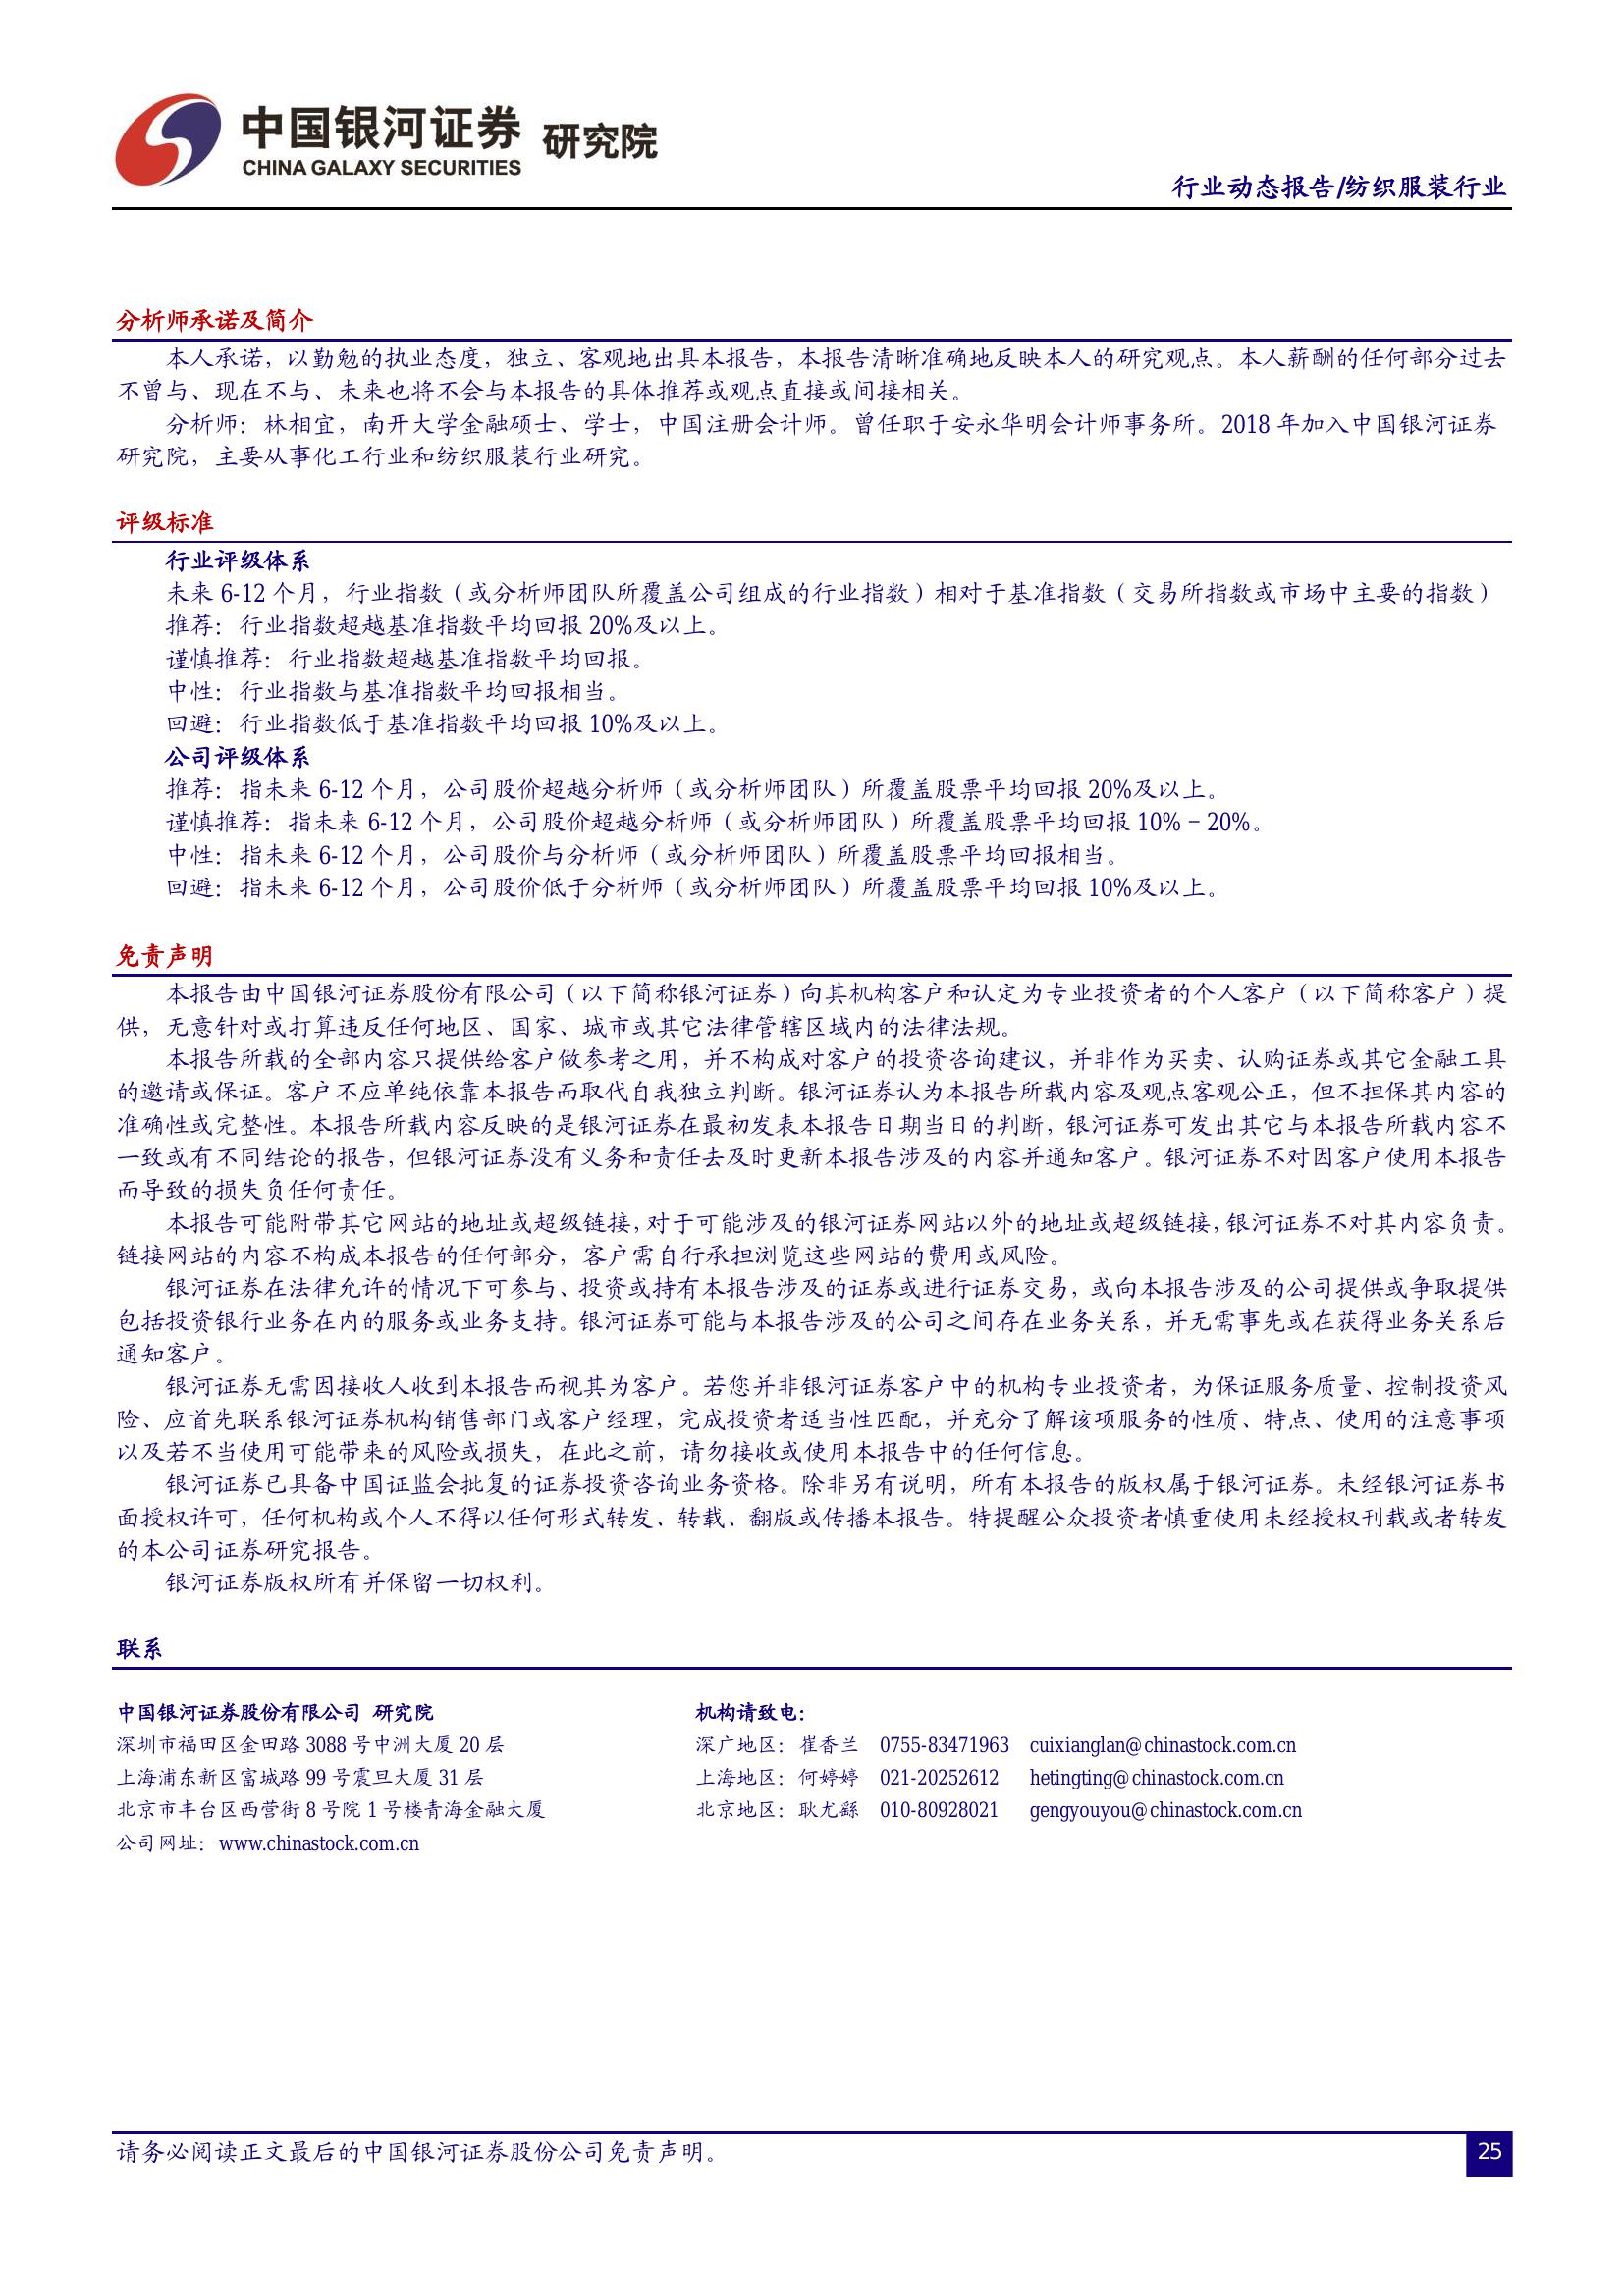 中国银河证券 研究院
CHINA GALAXY SECURITIES
行业动态报告/纺织服装行业
分析师承诺及简介
本人承诺，以勤勉的执业态度，独立、客观地出具本报告，本报告清晰准确地反映本人的研究观点。本人薪酬的任何部分过去
不曾与、现在不与、未来也将不会与本报告的具体推荐或观点直接或间接相关。
分析师：林相宜，南开大学金融硕士、学士，中国注册会计师。曾任职于安永华明会计师事务所。2018 年加入中国银河证券
研究院，主要从事化工行业和纺织服装行业研究。
评级标准
行业评级体系
未来 6-12 个月，行业指数（或分析师团队所覆盖公司组成的行业指数）相对于基准指数（交易所指数或市场中主要的指数）
推荐：行业指数超越基准指数平均回报 20%及以上。
谨慎推荐：行业指数超越基准指数平均回报。
中性：行业指数与基准指数平均回报相当。
回避：行业指数低于基准指数平均回报 10%及以上。
公司评级体系
推荐：指未来 6-12 个月，公司股价超越分析师（或分析师团队）所覆盖股票平均回报 20%及以上。
谨慎推荐：指未来 6-12 个月，公司股价超越分析师（或分析师团队）所覆盖股票平均回报 10%－20%。
中性：指未来 6-12 个月，公司股价与分析师（或分析师团队）所覆盖股票平均回报相当。
回避：指未来 6-12 个月，公司股价低于分析师（或分析师团队）所覆盖股票平均回报 10%及以上。
免责声明
本报告由中国银河证券股份有限公司（以下简称银河证券）向其机构客户和认定为专业投资者的个人客户（以下简称客户）提
供，无意针对或打算违反任何地区、国家、城市或其它法律管辖区域内的法律法规。
本报告所载的全部内容只提供给客户做参考之用，并不构成对客户的投资咨询建议，并非作为买卖、认购证券或其它金融工具
的邀请或保证。客户不应单纯依靠本报告而取代自我独立判断。银河证券认为本报告所载内容及观点客观公正，但不担保其内容的
准确性或完整性。本报告所载内容反映的是银河证券在最初发表本报告日期当日的判断，银河证券可发出其它与本报告所载内容不
一致或有不同结论的报告，但银河证券没有义务和责任去及时更新本报告涉及的内容并通知客户。银河证券不对因客户使用本报告
而导致的损失负任何责任。
本报告可能附带其它网站的地址或超级链接，对于可能涉及的银河证券网站以外的地址或超级链接，银河证券不对其内容负责。
链接网站的内容不构成本报告的任何部分，客户需自行承担浏览这些网站的费用或风险。
银河证券在法律允许的情况下可参与、投资或持有本报告涉及的证券或进行证券交易，或向本报告涉及的公司提供或争取提供
包括投资银行业务在内的服务或业务支持。银河证券可能与本报告涉及的公司之间存在业务关系，并无需事先或在获得业务关系后
通知客户。
银河证券无需因接收人收到本报告而视其为客户。若您并非银河证券客户中的机构专业投资者，为保证服务质量、控制投资风
险、应首先联系银河证券机构销售部门或客户经理，完成投资者适当性匹配，并充分了解该项服务的性质、特点、使用的注意事项
以及若不当使用可能带来的风险或损失，在此之前，请勿接收或使用本报告中的任何信息。
银河证券已具备中国证监会批复的证券投资咨询业务资格。除非另有说明，所有本报告的版权属于银河证券。未经银河证券书
面授权许可，任何机构或个人不得以任何形式转发、转载、翻版或传播本报告。特提醒公众投资者慎重使用未经授权刊载或者转发
的本公司证券研究报告。
银河证券版权所有并保留一切权利。
联系
中国银河证券股份有限公司 研究院 机构请致电：
深圳市福田区金田路 3088 号中洲大厦 20 层 深广地区：崔香兰 0755-83471963 cuixianglan@chinastock.com.cn
上海浦东新区富城路 99 号震旦大厦 31 层 上海地区：何婷婷 021-20252612 hetingting@chinastock.com.cn
北京市丰台区西营街 8 号院 1 号楼青海金融大厦 北京地区：耿尤繇 010-80928021 gengyouyou@chinastock.com.cn
公司网址：www.chinastock.com.cn
请务必阅读正文最后的中国银河证券股份公司免责声明。
25